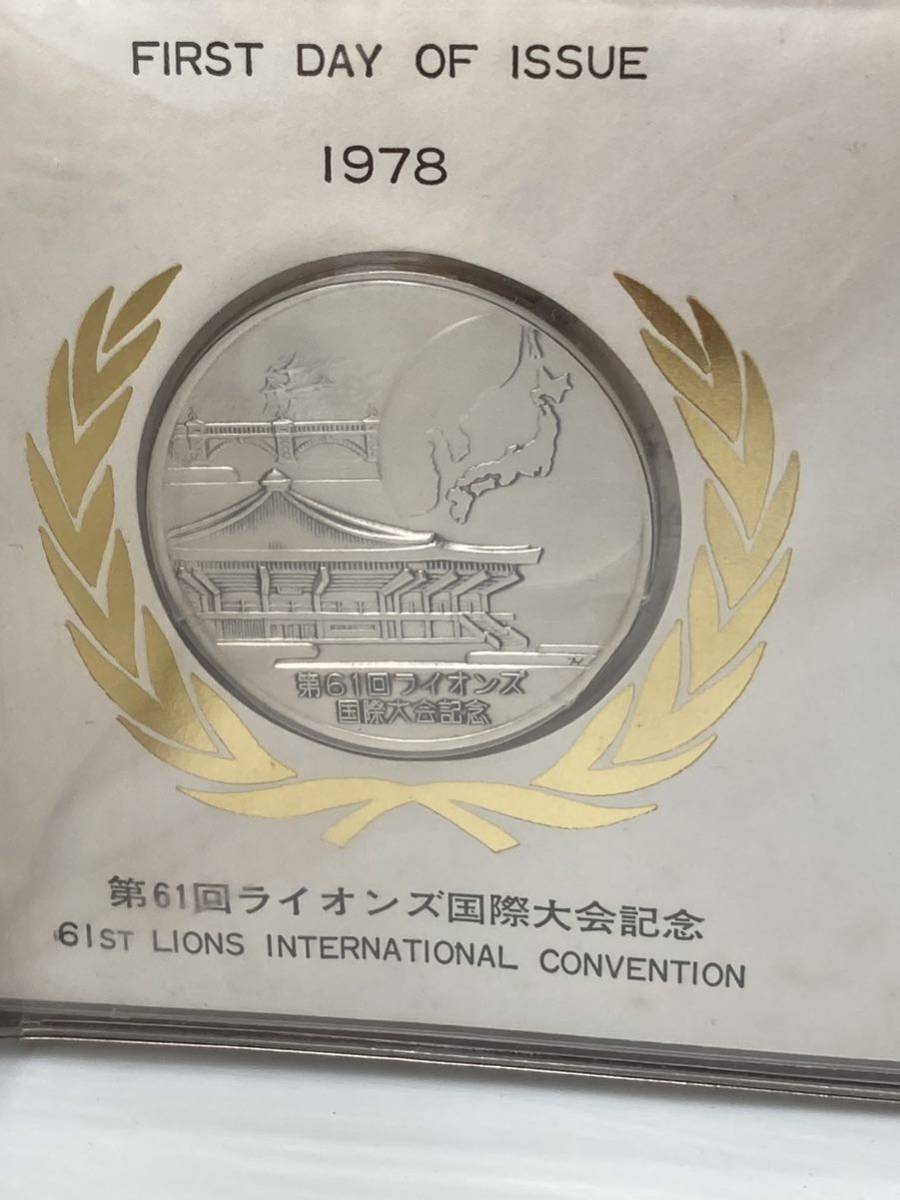 FIRST DAY OF ISSUE
1978
第61回ライオンズ
国際大会記念
第61回ライオンズ国際大会記念
61ST LIONS INTERNATIONAL CONVENTION